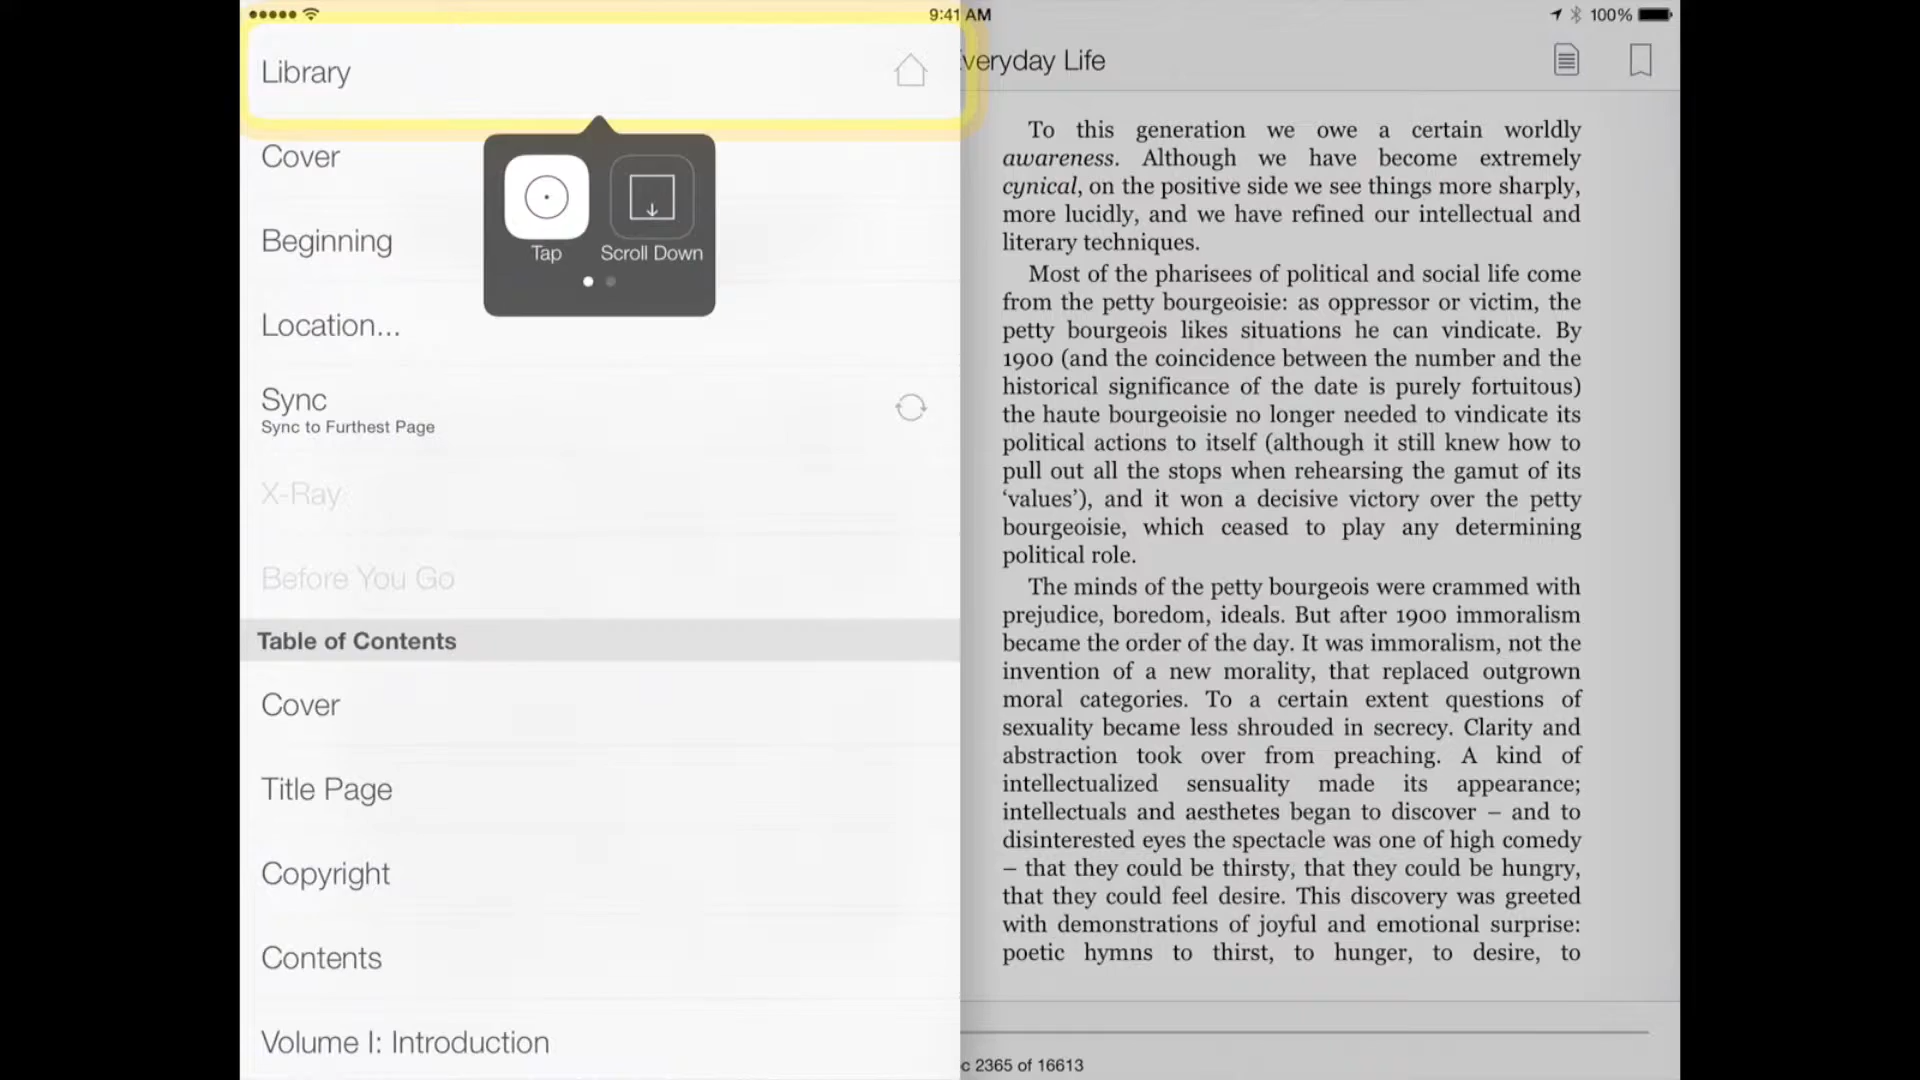 9:41 AM
100%
Library
Cover
Beginning
Location...
Sync
Sync to Furthest Page
X-Ray
Before You Go
Table of Contents
Cover
Title Page
Copyright
Contents
Volume I: Introduction
Tap
Scroll Down
veryday Life
To this generation we owe a certain worldly
awareness. Although we have become extremely
cynical, on the positive side we see things more sharply,
more lucidly, and we have refined our intellectual and
literary techniques.
Most of the pharisees of political and social life come
from the petty bourgeoisie: as oppressor or victim, the
petty bourgeois likes situations he can vindicate. By
1900 (and the coincidence between the number and the
historical significance of the date is purely fortuitous)
the haute bourgeoisie no longer needed to vindicate its
political actions to itself (although it still knew how to
pull out all the stops when rehearsing the gamut of its
‘values’), and it won a decisive victory over the petty
bourgeoisie, which ceased to play any determining
political role.
The minds of the petty bourgeois were crammed with
prejudice, boredom, ideals. But after 1900 immoralism
became the order of the day. It was immoralism, not the
invention of a new morality, that replaced outgrown
moral categories. To a certain extent questions of
sexuality became less shrouded in secrecy. Clarity and
abstraction took over from preaching. A kind of
intellectualized sensuality made its appearance;
intellectuals and aesthetes began to discover – and to
disinterested eyes the spectacle was one of high comedy
– that they could be thirsty, that they could be hungry,
that they could feel desire. This discovery was greeted
with demonstrations of joyful and emotional surprise:
poetic hymns to thirst, to hunger, to desire, to
c 2365 of 16613